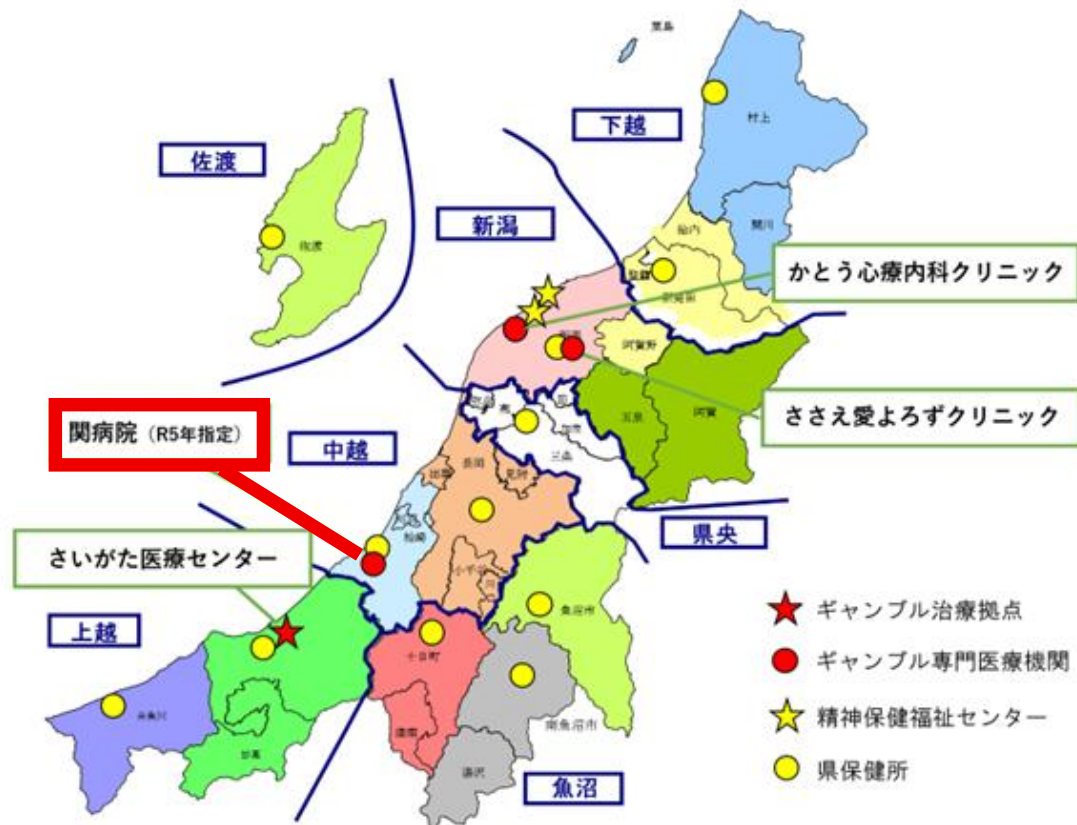 粟島
下越
村上
佐渡
関川
新潟
胎内
佐渡
かとう心療内科クリニック
阿賀野
阿賀
五泉
ささえ愛よろずクリニック
関病院（R5年指定）
中越
三条
長岡
見附
柏崎
県央
さいがた医療センター
小千谷
魚沼市
上越
十日町
糸魚川
妙高
南魚沼市
湯沢
魚沼
ギャンブル治療拠点
ギャンブル専門医療機関
精神保健福祉センター
県保健所